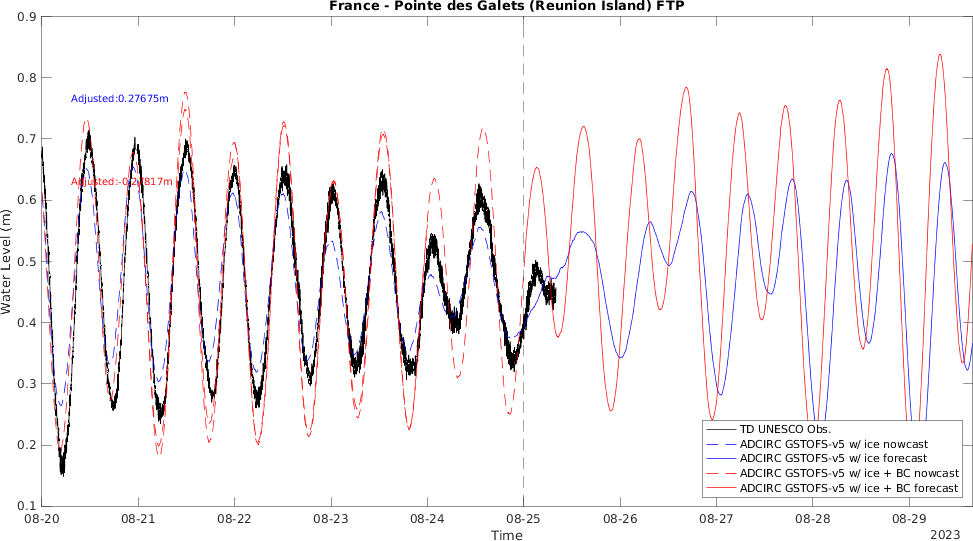 France - Pointe des Galets (Reunion Island) FTP
0.9
0.8
0.7
0.6
0.5
0.4
0.3
0.2
0.1
Water Level (m)
Adjusted:0.27675m
Adjusted:-0.27817m
TD UNESCO Obs.
ADCIRC GSTOFS-v5 w/ ice nowcast
ADCIRC GSTOFS-v5 w/ ice forecast
ADCIRC GSTOFS-v5 w/ ice + BC nowcast
ADCIRC GSTOFS-v5 w/ ice + BC forecast
08-20 08-21 08-22 08-23 08-24 08-25 08-26 08-27 08-28 08-29
Time
2023